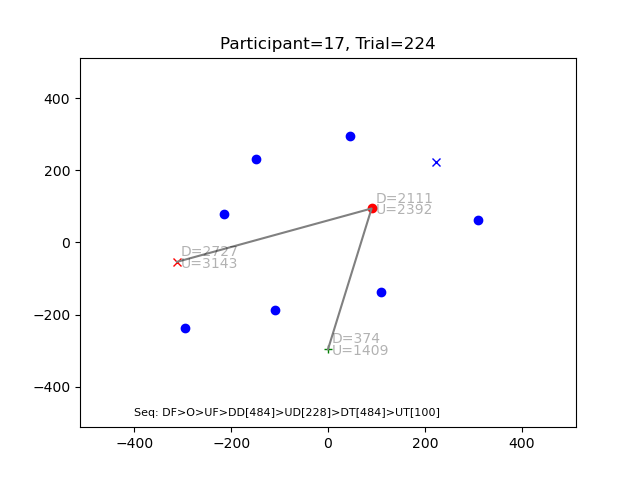 Participant=17, Trial=224
400
200
0
−200
−400
D=2111
U=2392
D=2727
U=3143
D=374
U=1409
Seq: DF>O>UF>DD[484]>UD[228]>DT[484]>UT[100]
−400
−200
0
200
400